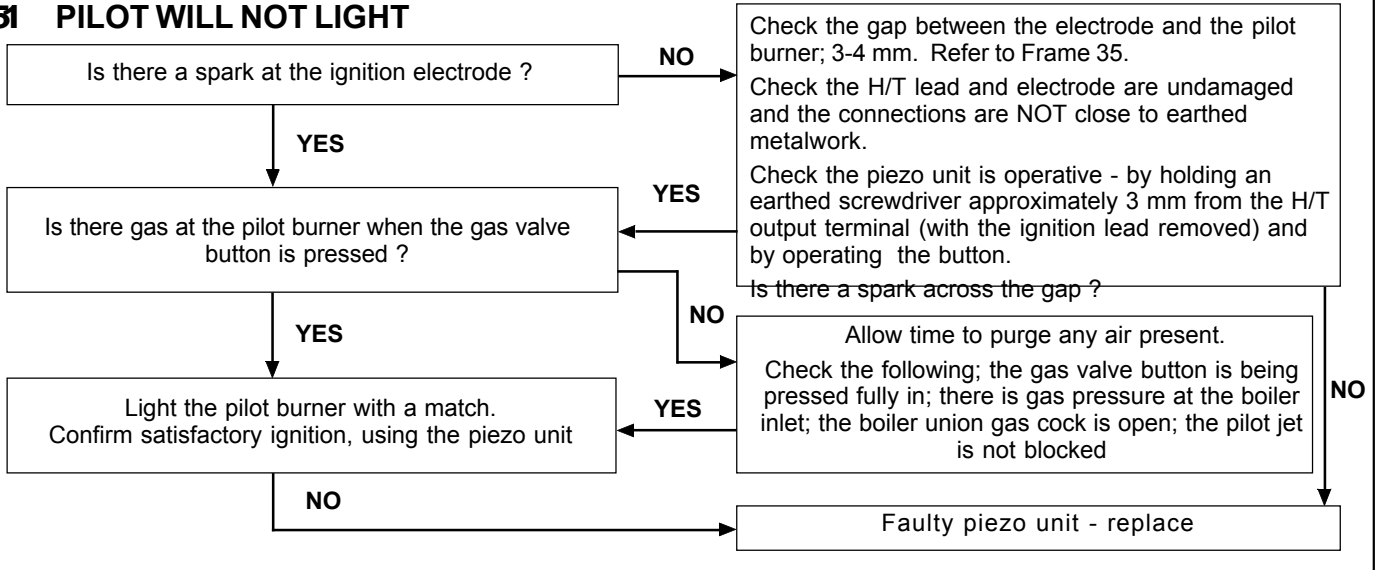 51 PILOT WILL NOT LIGHT
Is there a spark at the ignition electrode ?
NO
Check the gap between the electrode and the pilot
burner; 3-4 mm. Refer to Frame 35.
Check the H/T lead and electrode are undamaged
and the connections are NOT close to earthed
metalwork.
Check the piezo unit is operative - by holding an
earthed screwdriver approximately 3 mm from the H/T
output terminal (with the ignition lead removed) and
by operating the button.
Is there a spark across the gap ?
YES
YES
Is there gas at the pilot burner when the gas valve
button is pressed ?
NO
YES
Allow time to purge any air present.
Check the following; the gas valve button is being
pressed fully in; there is gas pressure at the boiler
inlet; the boiler union gas cock is open; the pilot jet
is not blocked
NO
YES
Light the pilot burner with a match.
Confirm satisfactory ignition, using the piezo unit
NO
Faulty piezo unit - replace